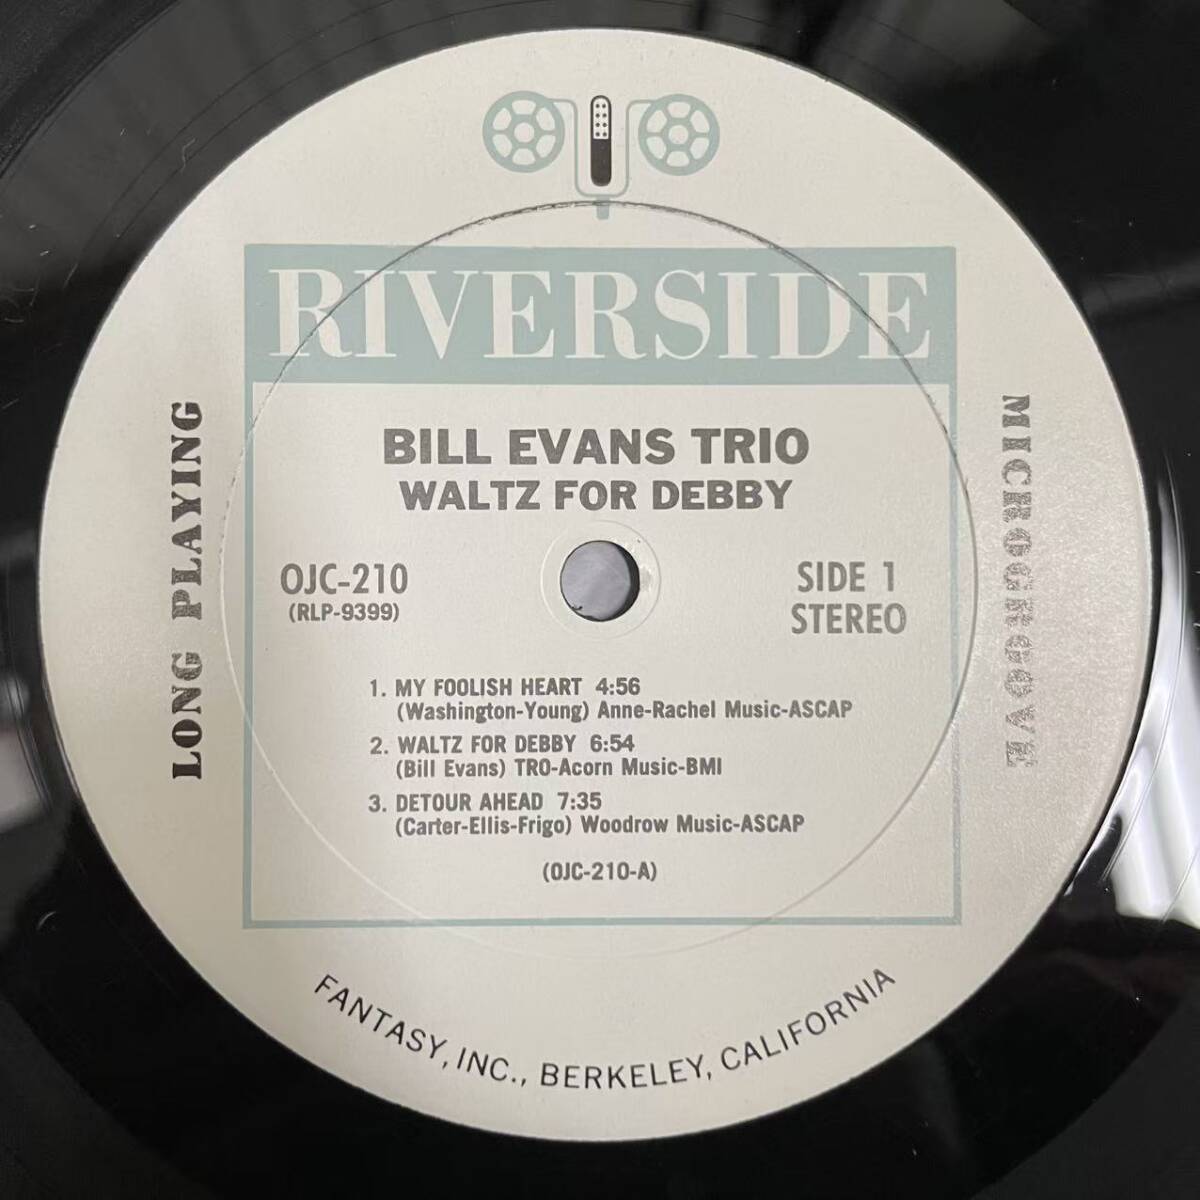 RIVERSIDE
LONG PLAYING
MICROGROOVE
BILL EVANS TRIO
WALTZ FOR DEBBY
OJC-210
(RLP-9399)
SIDE 1
STEREO
1. MY FOOLISH HEART 4:56
(Washington-Young) Anne-Rachel Music-ASCAP
2. WALTZ FOR DEBBY 6:54
(Bill Evans) TRO-Acorn Music-BMI
3. DETOUR AHEAD 7:35
(Carter-Ellis-Frigo) Woodrow Music-ASCAP
(OJC-210-A)
FANTASY, INC., BERKELEY, CALIFORNIA